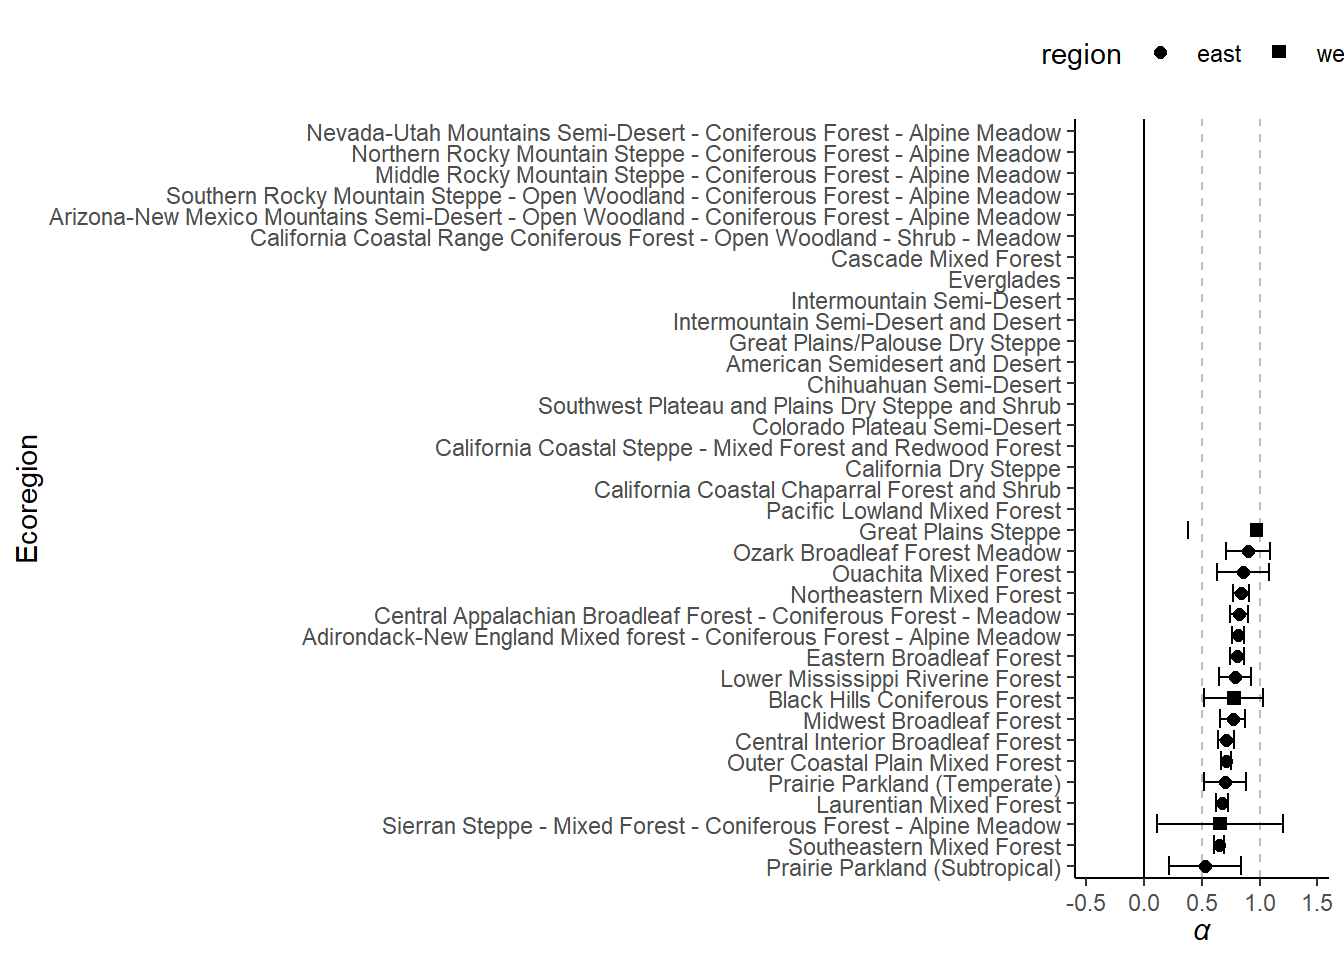 region east we
Nevada-Utah Mountains Semi-Desert - Coniferous Forest - Alpine Meadow
Northern Rocky Mountain Steppe - Coniferous Forest - Alpine Meadow
Middle Rocky Mountain Steppe - Coniferous Forest - Alpine Meadow
Southern Rocky Mountain Steppe - Open Woodland - Coniferous Forest - Alpine Meadow
Arizona-New Mexico Mountains Semi-Desert - Open Woodland - Coniferous Forest - Alpine Meadow
California Coastal Range Coniferous Forest - Open Woodland - Shrub - Meadow
Cascade Mixed Forest
Everglades
Intermountain Semi-Desert
Intermountain Semi-Desert and Desert
Great Plains/Palouse Dry Steppe
American Semidesert and Desert
Chihuahuan Semi-Desert
Southwest Plateau and Plains Dry Steppe and Shrub
Colorado Plateau Semi-Desert
California Coastal Steppe - Mixed Forest and Redwood Forest
California Dry Steppe
California Coastal Chaparral Forest and Shrub
Pacific Lowland Mixed Forest
Great Plains Steppe
Ozark Broadleaf Forest Meadow
Ouachita Mixed Forest
Northeastern Mixed Forest
Central Appalachian Broadleaf Forest - Coniferous Forest - Meadow
Adirondack-New England Mixed forest - Coniferous Forest - Alpine Meadow
Eastern Broadleaf Forest
Lower Mississippi Riverine Forest
Black Hills Coniferous Forest
Midwest Broadleaf Forest
Central Interior Broadleaf Forest
Outer Coastal Plain Mixed Forest
Prairie Parkland (Temperate)
Laurentian Mixed Forest
Sierran Steppe - Mixed Forest - Coniferous Forest - Alpine Meadow
Southeastern Mixed Forest
Prairie Parkland (Subtropical)
Ecoregion
-0.5 0.0 0.5 1.0 1.5
α